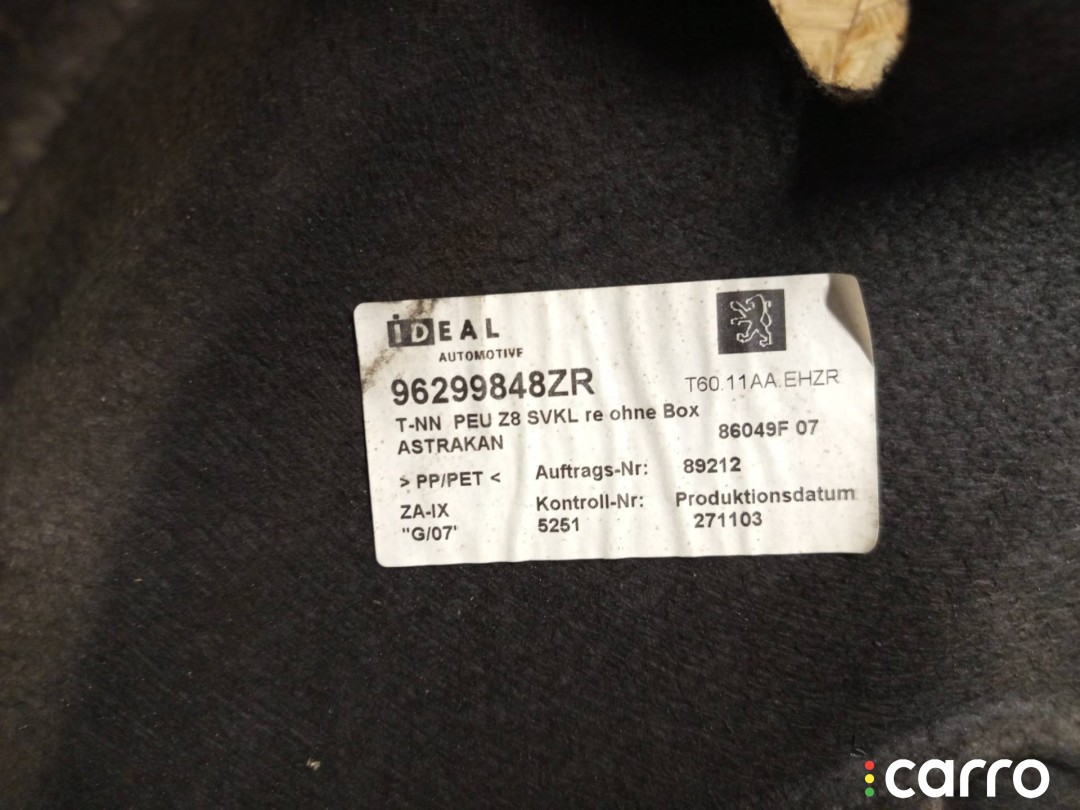 iDEAL
AUTOMOTIVE
96299848ZR
T60.11AA.EHZR
T-NN PEU Z8 SVKL re ohne Box
86049F 07
ASTRAKAN
> PP/PET <
Auftrags-Nr: 89212
ZA-IX
Kontroll-Nr: Produktionsdatum
"G/07'
5251 271103
carro